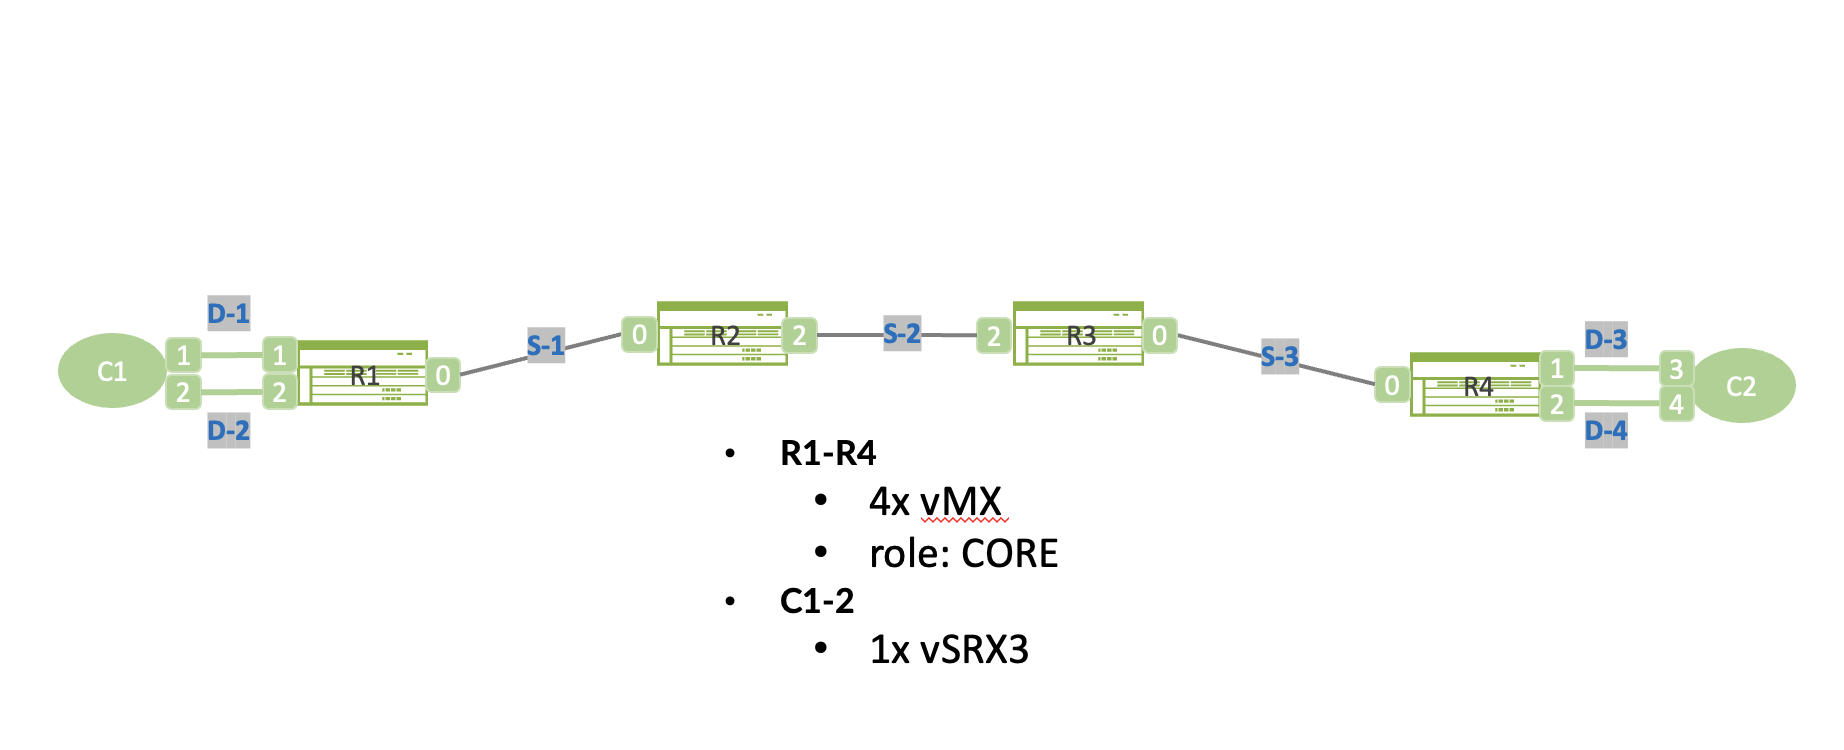 D-1
C1
1
1
2
2
R1
0
D-2
S-1
0
R2
2
S-2
2
R3
0
S-3
0
R4
1
2
D-3
3
4
C2
D-4
• R1-R4
• 4x vMX
• role: CORE
• C1-2
• 1x vSRX3